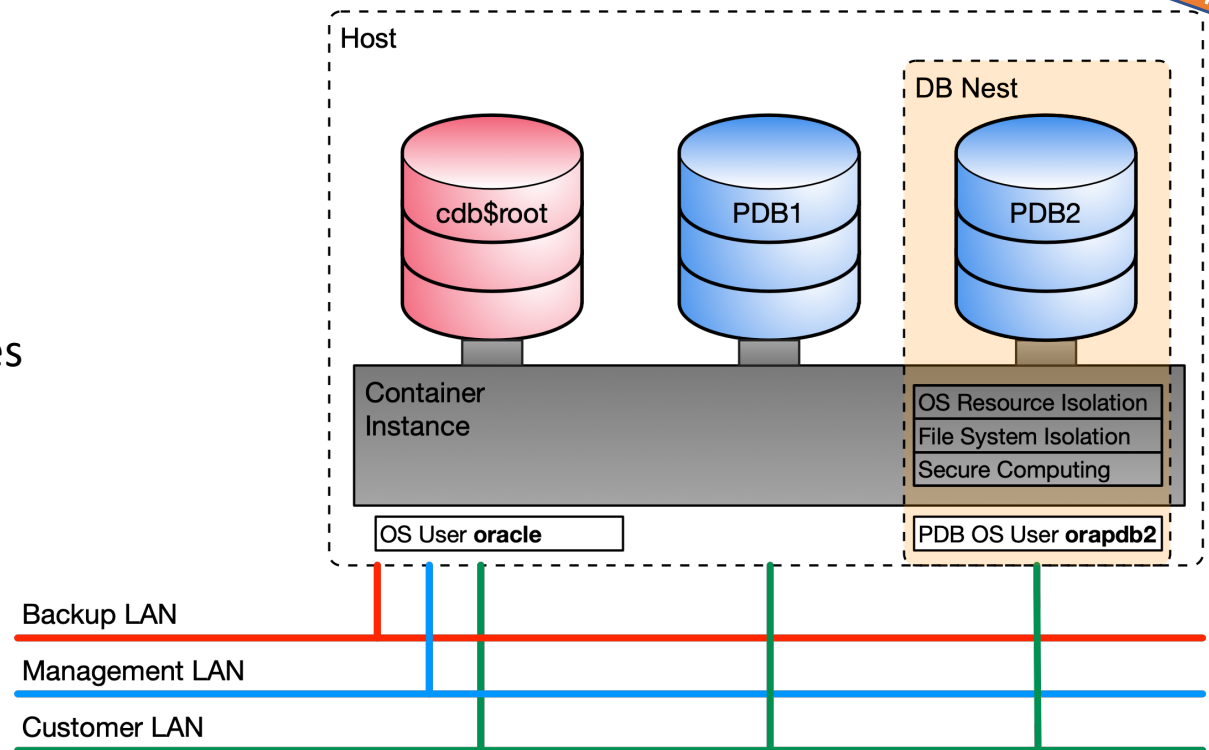 Host
DB Nest
cdb$root
PDB1
PDB2
Container
Instance
OS Resource Isolation
File System Isolation
Secure Computing
OS User oracle
PDB OS User orapdb2
Backup LAN
Management LAN
Customer LAN